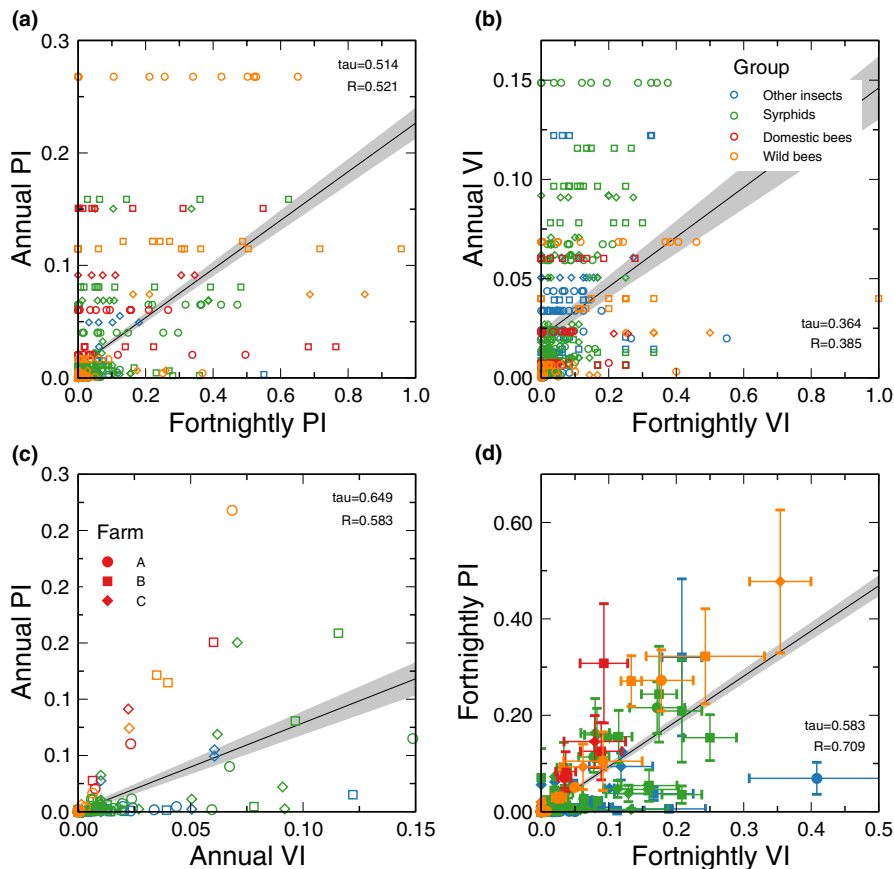 (a)
0.3
tau=0.514
R=0.521
0.2
Annual PI
0.1
0.0
0.0 0.2 0.4 0.6 0.8 1.0
Fortnightly PI
(b)
0.15
Group
Other insects
Syrphids
Domestic bees
Wild bees
0.10
Annual VI
0.05
tau=0.364
R=0.385
0.00
0.0 0.2 0.4 0.6 0.8 1.0
Fortnightly VI
(c)
0.3
tau=0.649
R=0.583
0.2
Farm
A
B
C
0.2
Annual PI
0.1
0.1
0.0
0.00 0.05 0.10 0.15
Annual VI
(d)
0.60
0.40
Fortnightly PI
0.20
tau=0.583
R=0.709
0.00
0.0 0.1 0.2 0.3 0.4 0.5
Fortnightly VI